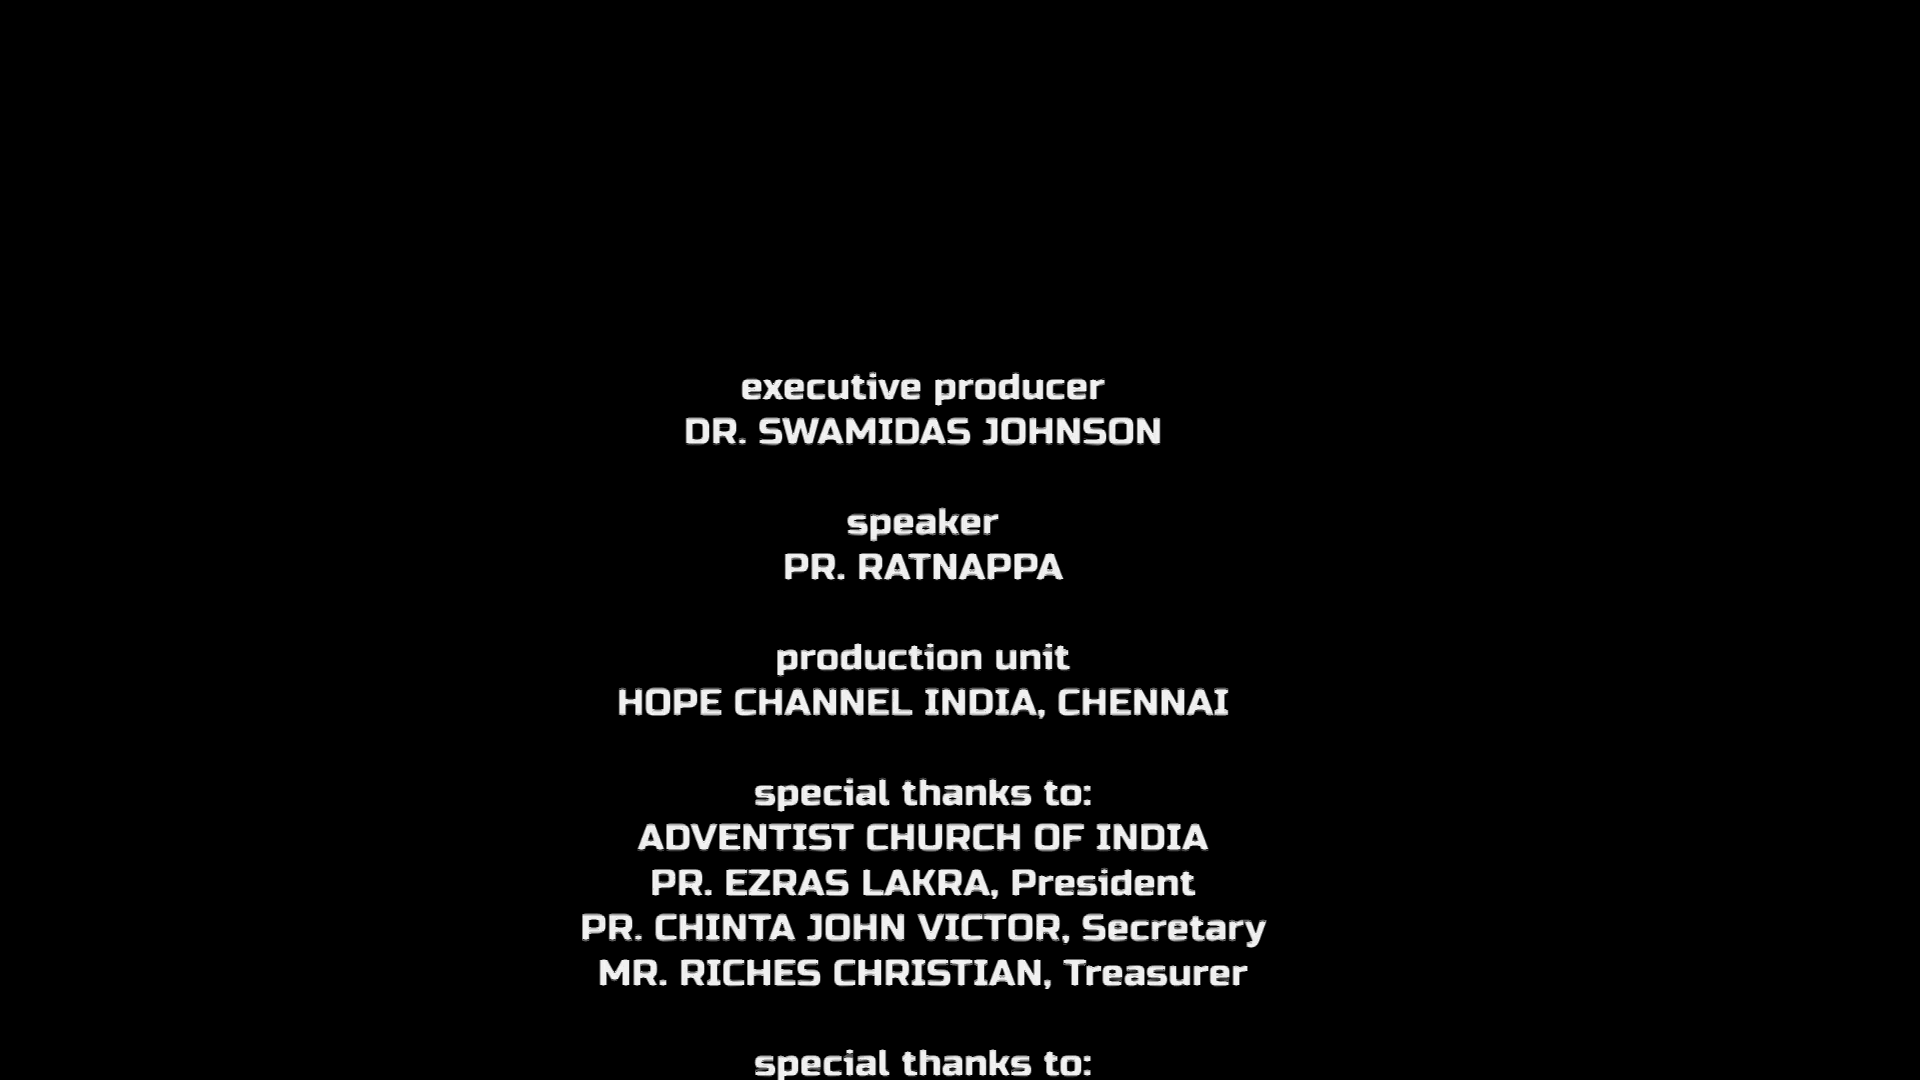 executive producer
DR. SWAMIDAS JOHNSON
speaker
PR. RATNAPPA
production unit
HOPE CHANNEL INDIA, CHENNAI
special thanks to:
ADVENTIST CHURCH OF INDIA
PR. EZRAS LAKRA, President
PR. CHINTA JOHN VICTOR, Secretary
MR. RICHES CHRISTIAN, Treasurer
special thanks to: